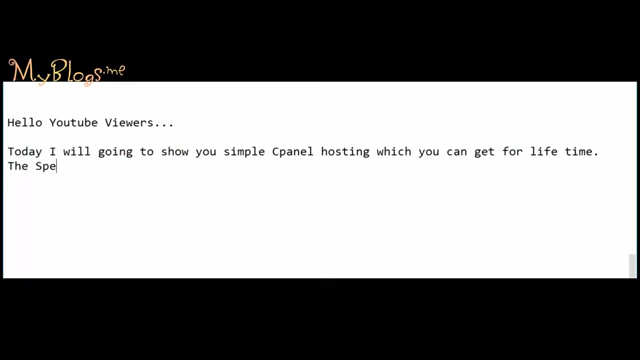 MyBlogs.me
Hello Youtube Viewers...
Today I will going to show you simple Cpanel hosting which you can get for life time.
The Spe